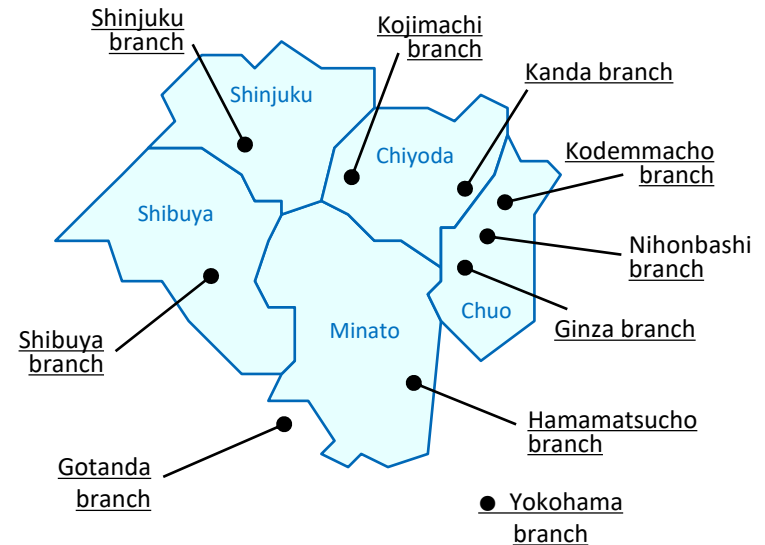 Shinjuku
branch
Kojimachi
branch
Kanda branch
Shinjuku
Chiyoda
Kodemmacho
branch
Shibuya
Nihonbashi
branch
Chuo
Ginza branch
Minato
Shibuya
branch
Hamamatsucho
branch
Gotanda
branch
Yokohama
branch